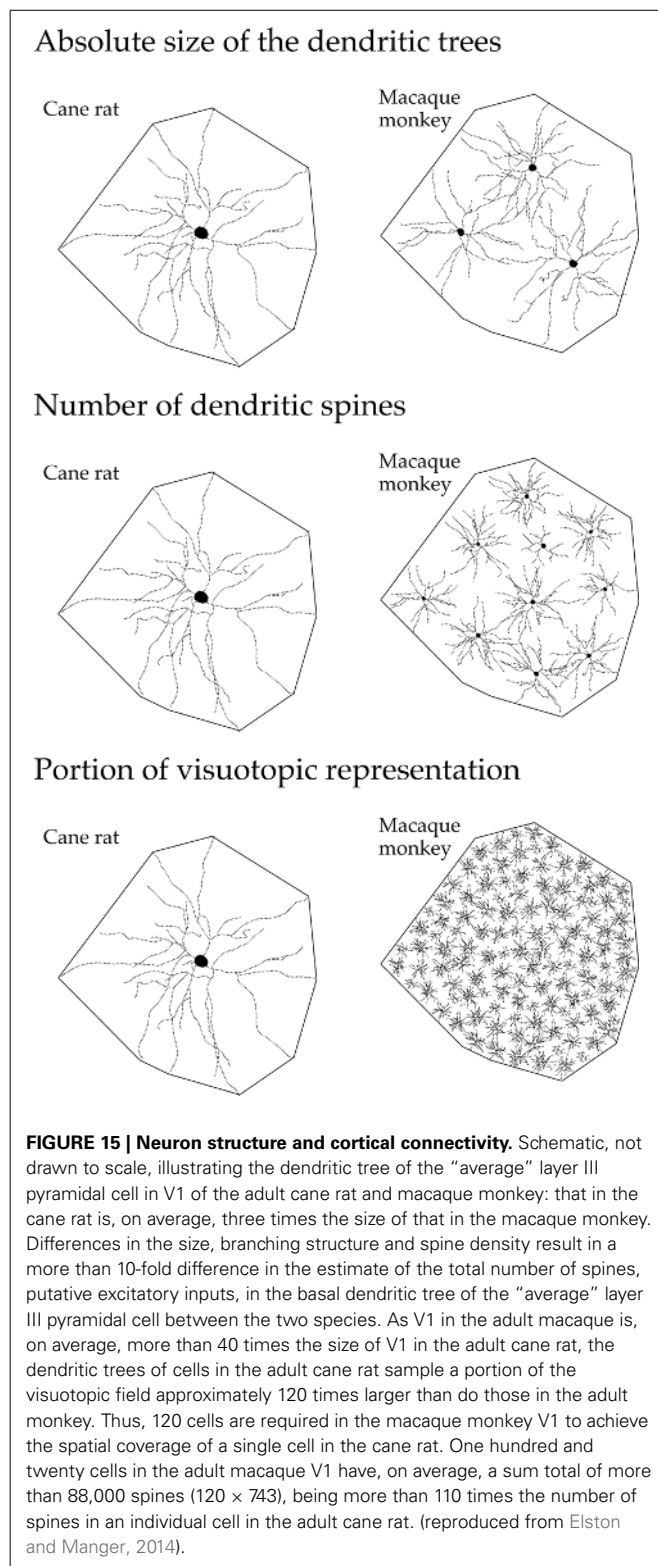 Absolute size of the dendritic trees
Cane rat
Macaque
monkey
Number of dendritic spines
Cane rat
Macaque
monkey
Portion of visuotopic representation
Cane rat
Macaque
monkey
FIGURE 15 | Neuron structure and cortical connectivity. Schematic, not
drawn to scale, illustrating the dendritic tree of the “average” layer III
pyramidal cell in V1 of the adult cane rat and macaque monkey: that in the
cane rat is, on average, three times the size of that in the macaque monkey.
Differences in the size, branching structure and spine density result in a
more than 10-fold difference in the estimate of the total number of spines,
putative excitatory inputs, in the basal dendritic tree of the “average” layer
III pyramidal cell between the two species. As V1 in the adult macaque is,
on average, more than 40 times the size of V1 in the adult cane rat, the
dendritic trees of cells in the adult cane rat sample a portion of the
visuotopic field approximately 120 times larger than do those in the adult
monkey. Thus, 120 cells are required in the macaque monkey V1 to achieve
the spatial coverage of a single cell in the cane rat. One hundred and
twenty cells in the adult macaque V1 have, on average, a sum total of more
than 88,000 spines (120 × 743), being more than 110 times the number of
spines in an individual cell in the adult cane rat. (reproduced from Elston
and Manger, 2014).